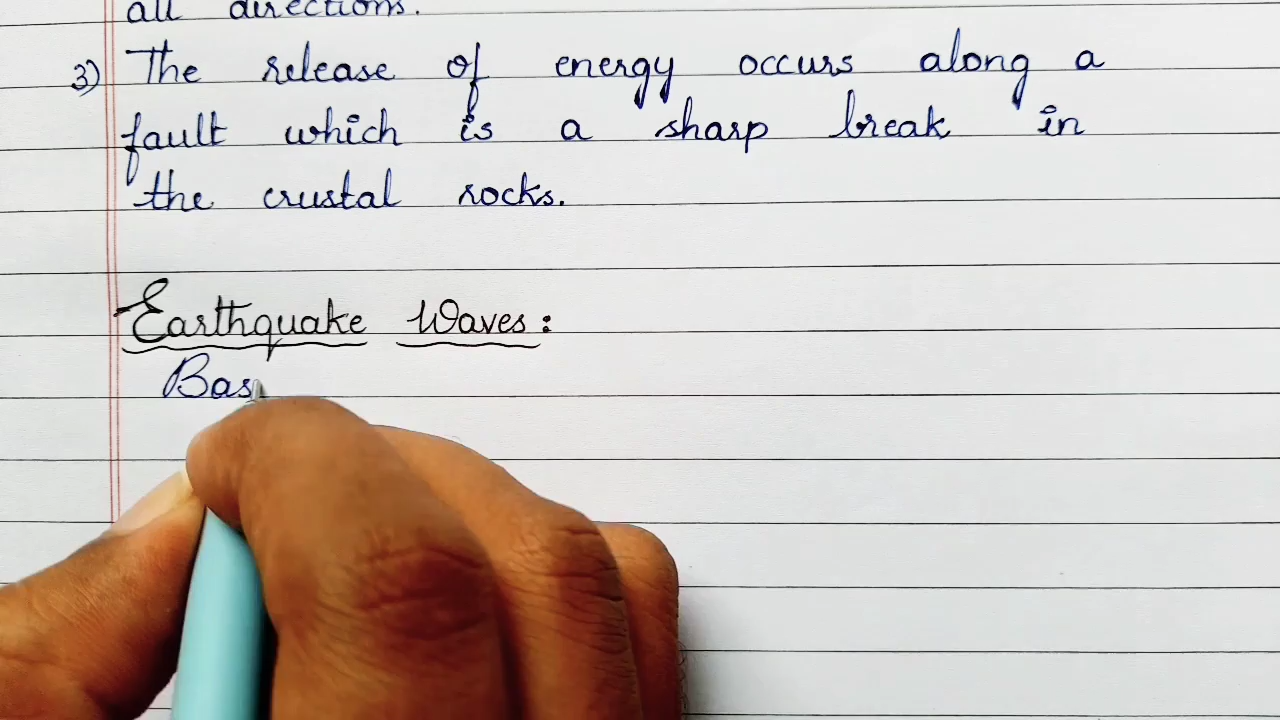 all directions.
3) The release of energy occurs along a
fault which is a sharp break in
the crustal rocks.
Earthquake Waves:
Bas